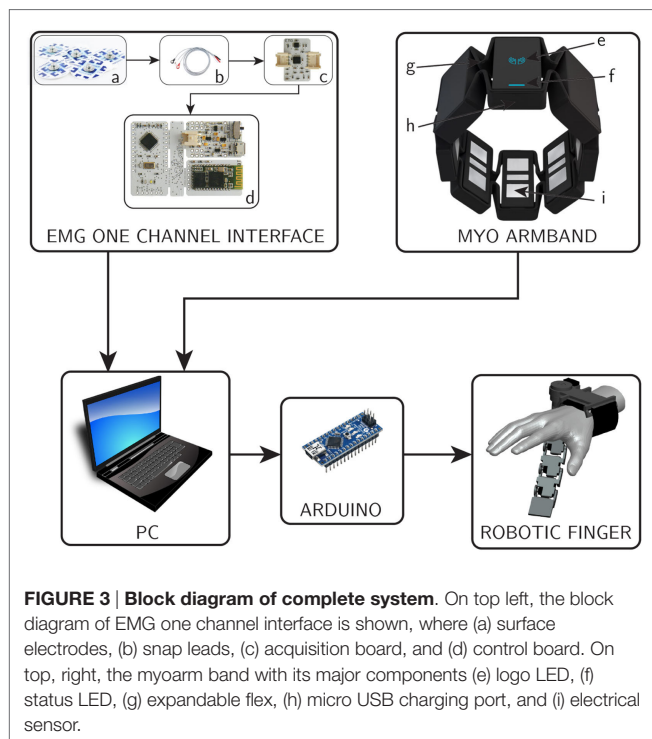 a
b
c
d
EMG ONE CHANNEL INTERFACE
e
g
f
h
i
MYO ARMBAND
PC
ARDUINO
ROBOTIC FINGER
FIGURE 3 | Block diagram of complete system. On top left, the block
diagram of EMG one channel interface is shown, where (a) surface
electrodes, (b) snap leads, (c) acquisition board, and (d) control board. On
top, right, the myoarm band with its major components (e) logo LED, (f)
status LED, (g) expandable flex, (h) micro USB charging port, and (i) electrical
sensor.